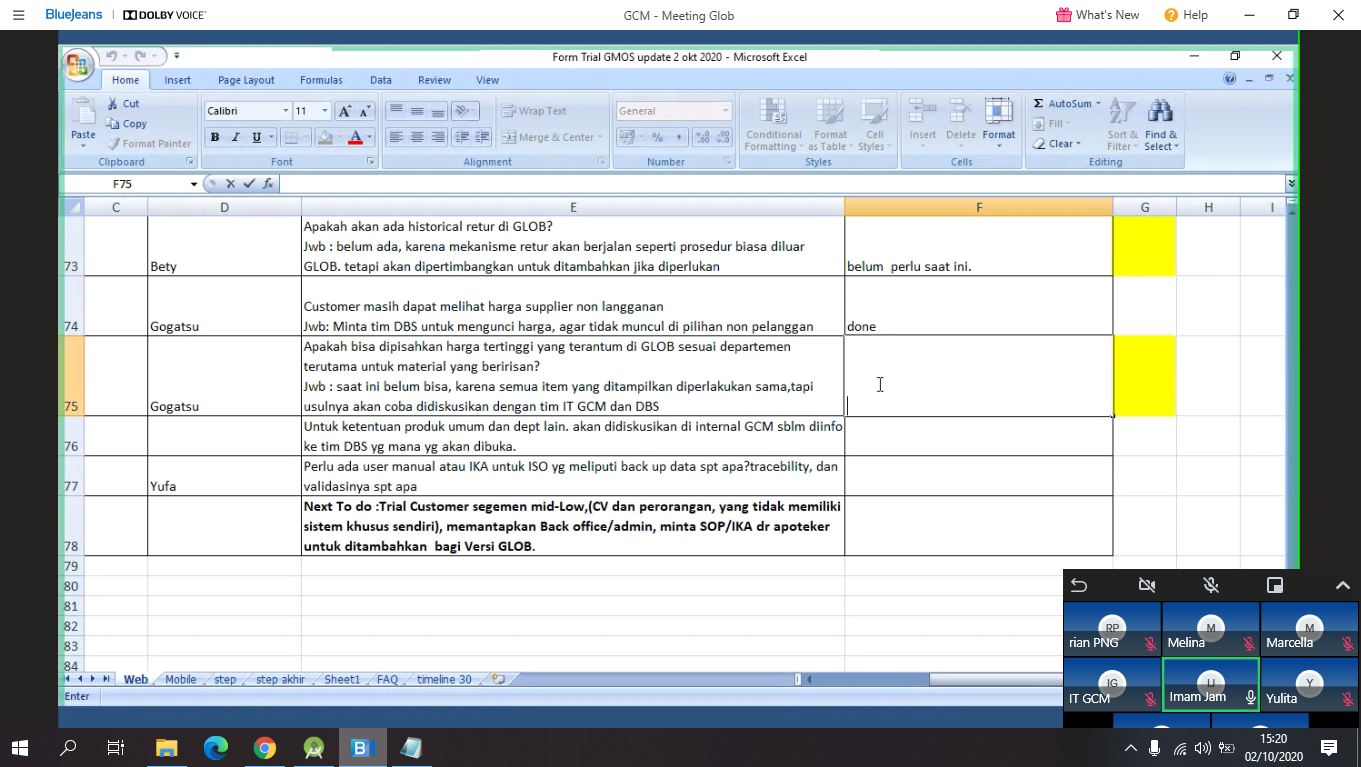 BlueJeans | DOLBY VOICE
GCM - Meeting Glob
What's New
Help
Form Trial GMOS update 2 okt 2020 - Microsoft Excel
Home Insert Page Layout Formulas Data Review View
Paste
Cut
Copy
Format Painter
Clipboard
Calibri 11
Font
Wrap Text
Merge & Center
Alignment
General
Number
Conditional Formatting
Format as Table
Cell Styles
Styles
Insert Delete Format
Cells
AutoSum
Fill
Clear
Sort & Filter
Find & Select
Editing
F75
C D E F G H I
73
Bety
Apakah akan ada historical retur di GLOB?
Jwb : belum ada, karena mekanisme retur akan berjalan seperti prosedur biasa diluar
GLOB. tetapi akan dipertimbangkan untuk ditambahkan jika diperlukan
belum perlu saat ini.
74
Gogatsu
Customer masih dapat melihat harga supplier non langganan
Jwb: Minta tim DBS untuk mengunci harga, agar tidak muncul di pilihan non pelanggan
done
75
Gogatsu
Apakah bisa dipisahkan harga tertinggi yang terantum di GLOB sesuai departemen
terutama untuk material yang beririsan?
Jwb : saat ini belum bisa, karena semua item yang ditampilkan diperlakukan sama,tapi
usulnya akan coba didiskusikan dengan tim IT GCM dan DBS
76
Untuk ketentuan produk umum dan dept lain. akan didiskusikan di internal GCM sblm diinfo
ke tim DBS yg mana yg akan dibuka.
77
Yufa
Perlu ada user manual atau IKA untuk ISO yg meliputi back up data spt apa?tracebility, dan
validasinya spt apa
78
Next To do :Trial Customer segemen mid-Low,(CV dan perorangan, yang tidak memiliki
sistem khusus sendiri), memantapkan Back office/admin, minta SOP/IKA dr apoteker
untuk ditambahkan bagi Versi GLOB.
79
80
81
82
83
84
Web Mobile step step akhir Sheet1 FAQ timeline 30
Enter
RP
rian PNG
M
Melina
M
Marcella
IG
IT GCM
IJ
Imam Jam
Y
Yulita
15:20
02/10/2020